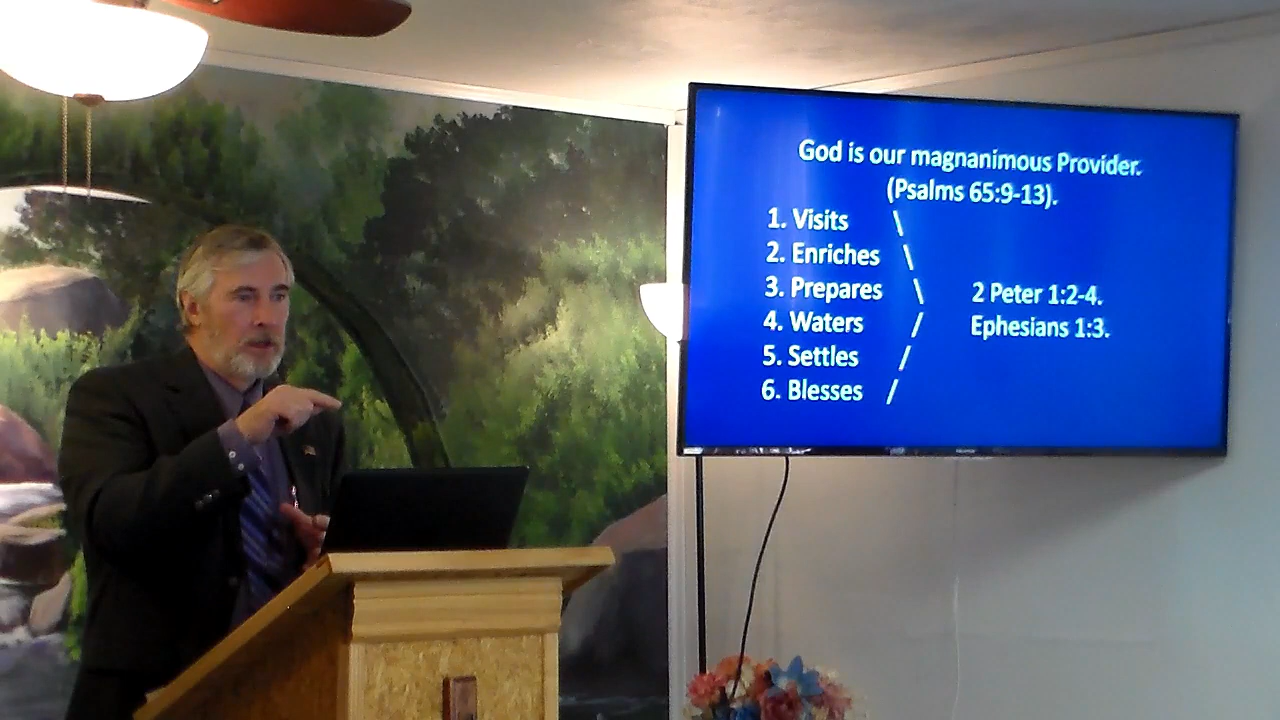 God is our magnanimous Provider.
(Psalms 65:9-13).
1. Visits
2. Enriches
3. Prepares
4. Waters
5. Settles
6. Blesses
2 Peter 1:2-4.
Ephesians 1:3.